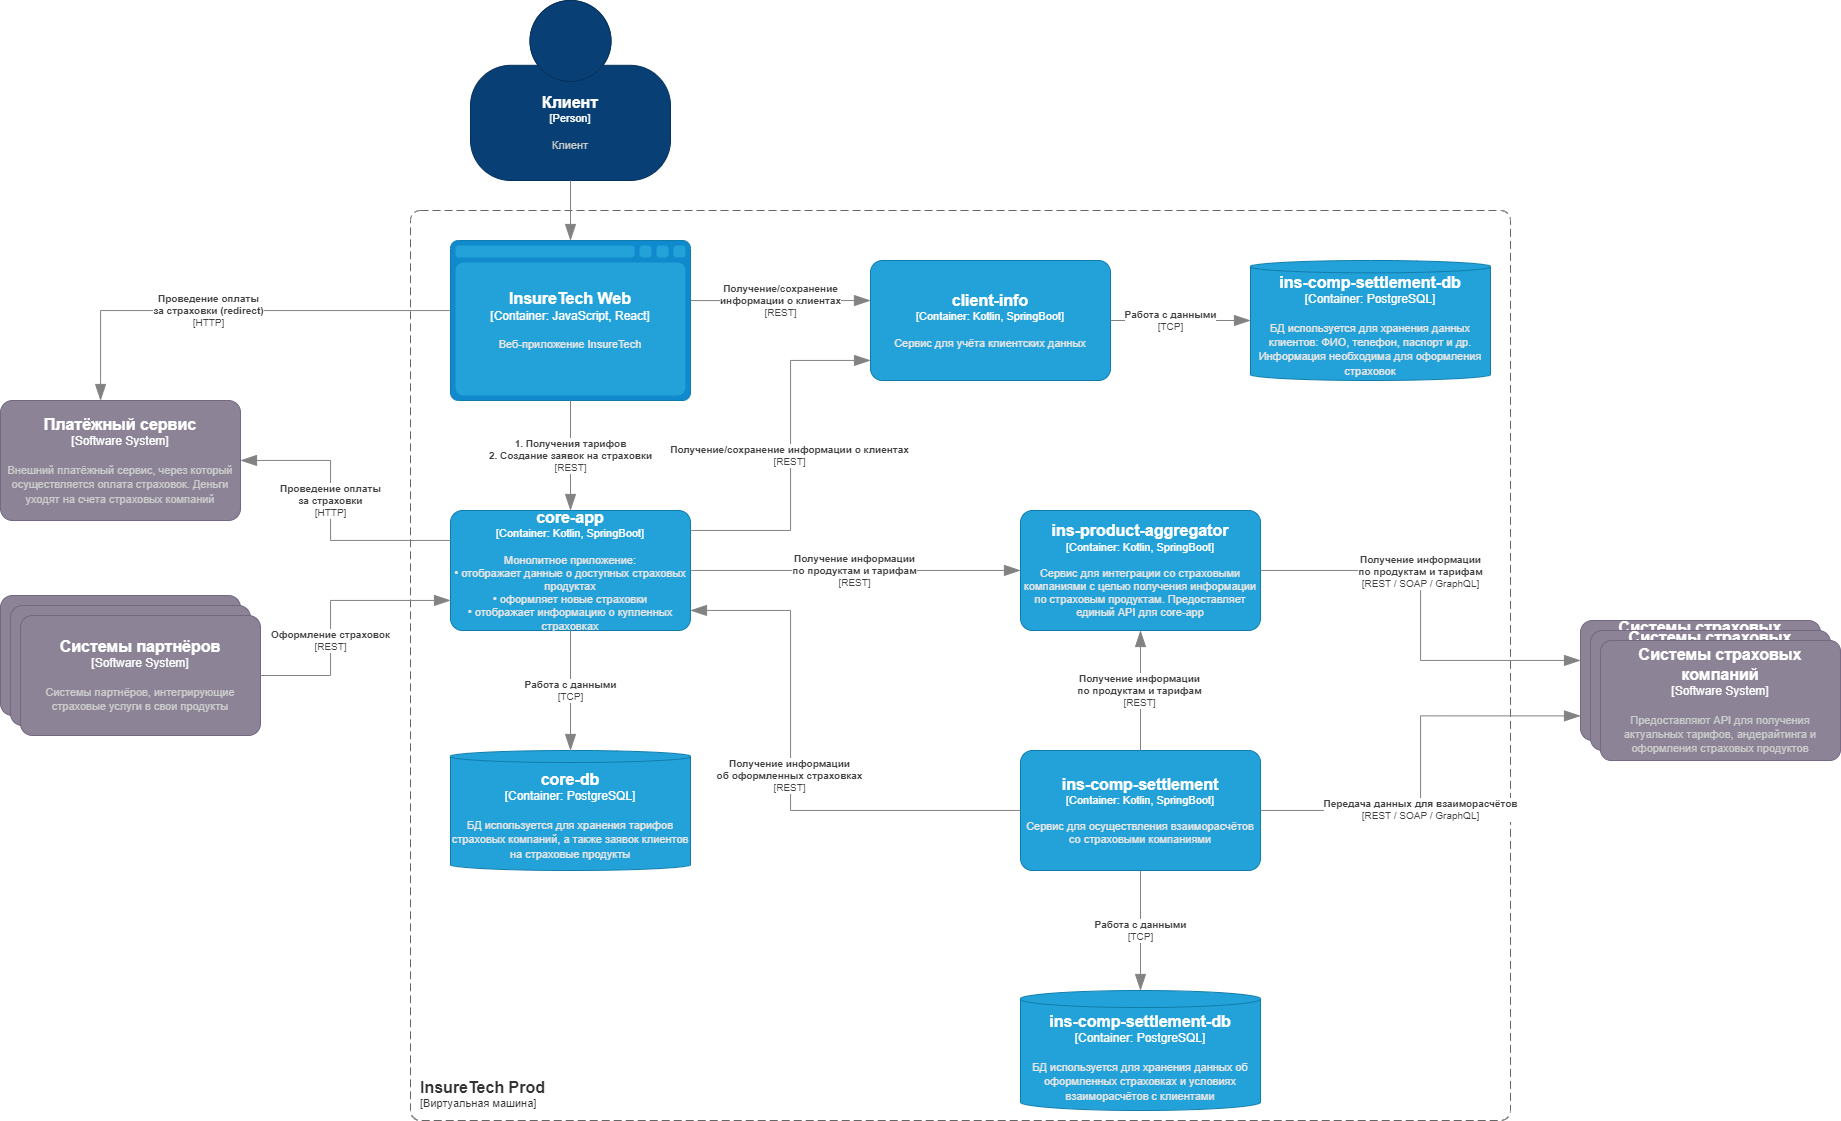 Клиент
[Person]
Клиент
InsureTech Web
[Container: JavaScript, React]
Веб-приложение InsureTech
Получение/сохранение
информации о клиентах
[REST]
client-info
[Container: Kotlin, SpringBoot]
Сервис для учёта клиентских данных
Работа с данными
[TCP]
ins-comp-settlement-db
[Container: PostgreSQL]
БД используется для хранения данных
клиентов: ФИО, телефон, паспорт и др.
Информация необходима для оформления
страховок
Проведение оплаты
за страховки (redirect)
[HTTP]
Платёжный сервис
[Software System]
Внешний платёжный сервис, через который
осуществляется оплата страховок. Деньги
уходят на счета страховых компаний
1. Получения тарифов
2. Создание заявок на страховки
[REST]
Получение/сохранение информации о клиентах
[REST]
Проведение оплаты
за страховки
[HTTP]
core-app
[Container: Kotlin, SpringBoot]
Монолитное приложение:
• отображает данные о доступных страховых
продуктах
• оформляет новые страховки
• отображает информацию о купленных
страховках
Получение информации
по продуктам и тарифам
[REST]
ins-product-aggregator
[Container: Kotlin, SpringBoot]
Сервис для интеграции со страховыми
компаниями с целью получения информации
по страховым продуктам. Предоставляет
единый API для core-app
Получение информации
по продуктам и тарифам
[REST / SOAP / GraphQL]
Оформление страховок
[REST]
Системы партнёров
[Software System]
Системы партнёров, интегрирующие
страховые услуги в свои продукты
Системы страховых
Системы страховых
Системы страховых
компаний
[Software System]
Предоставляют API для получения
актуальных тарифов, андерайтинга и
оформления страховых продуктов
Работа с данными
[TCP]
Получение информации
по продуктам и тарифам
[REST]
core-db
[Container: PostgreSQL]
БД используется для хранения тарифов
страховых компаний, а также заявок клиентов
на страховые продукты
Получение информации
об оформленных страховках
[REST]
ins-comp-settlement
[Container: Kotlin, SpringBoot]
Сервис для осуществления взаиморасчётов
со страховыми компаниями
Передача данных для взаиморасчётов
[REST / SOAP / GraphQL]
Работа с данными
[TCP]
ins-comp-settlement-db
[Container: PostgreSQL]
БД используется для хранения данных об
оформленных страховках и условиях
взаиморасчётов с клиентами
InsureTech Prod
[Виртуальная машина]